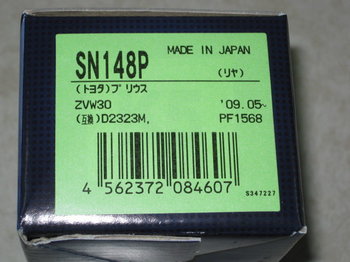 MADE IN JAPAN
SN148P (リヤ)
(トヨタ)プリウス
ZVW30 '09.05~
(互換)D2323M, PF1568
4 562372 084607
S347227